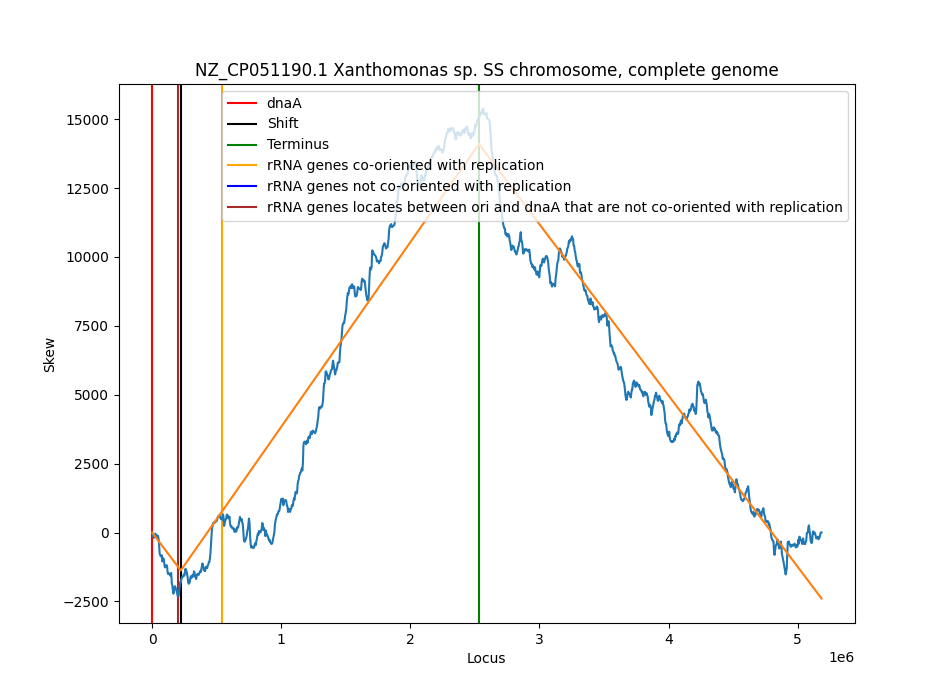 NZ_CP051190.1 Xanthomonas sp. SS chromosome, complete genome
dnaA
Shift
Terminus
rRNA genes co-oriented with replication
rRNA genes not co-oriented with replication
rRNA genes locates between ori and dnaA that are not co-oriented with replication
15000
12500
10000
7500
5000
2500
0
−2500
Skew
0 1 2 3 4 5
1e6
Locus